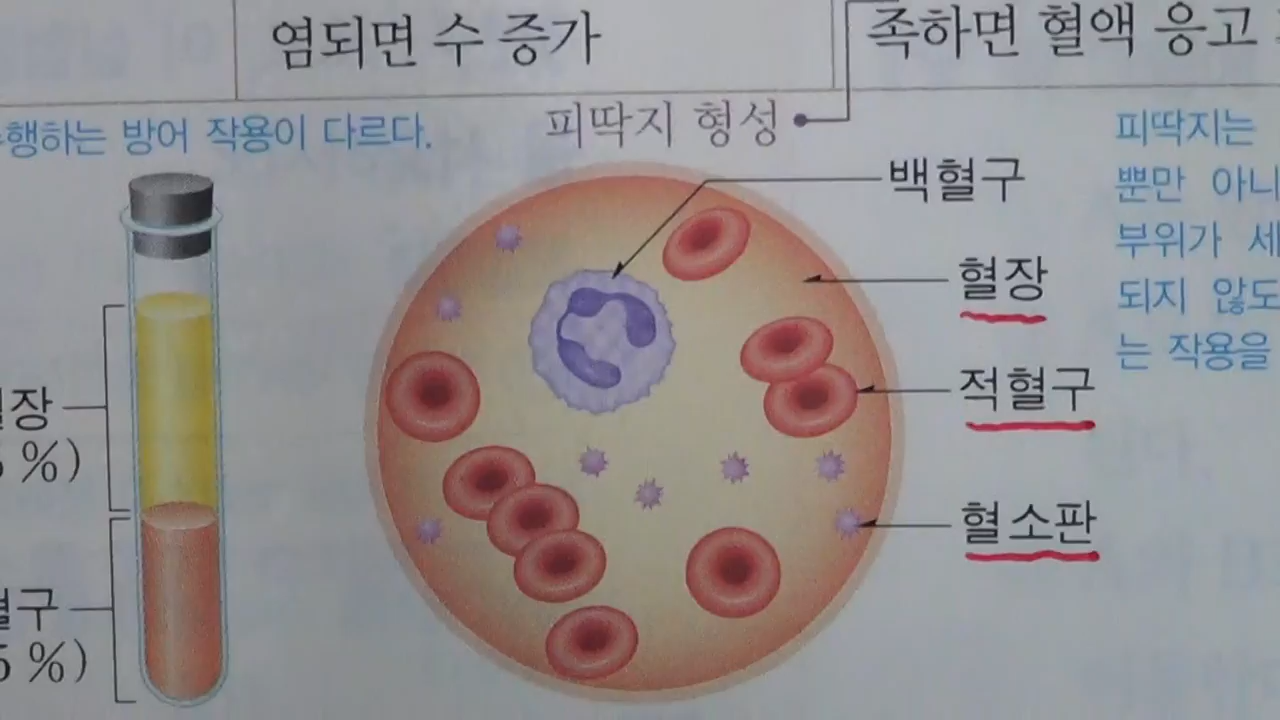 염되면 수 증가
족하면 혈액 응고
행하는 방어 작용이 다르다.
피딱지 형성
피딱지는
뿐만 아니
부위가 세
되지 않도
는 작용을
백혈구
혈장
적혈구
혈소판
장
%)
구
5 %)